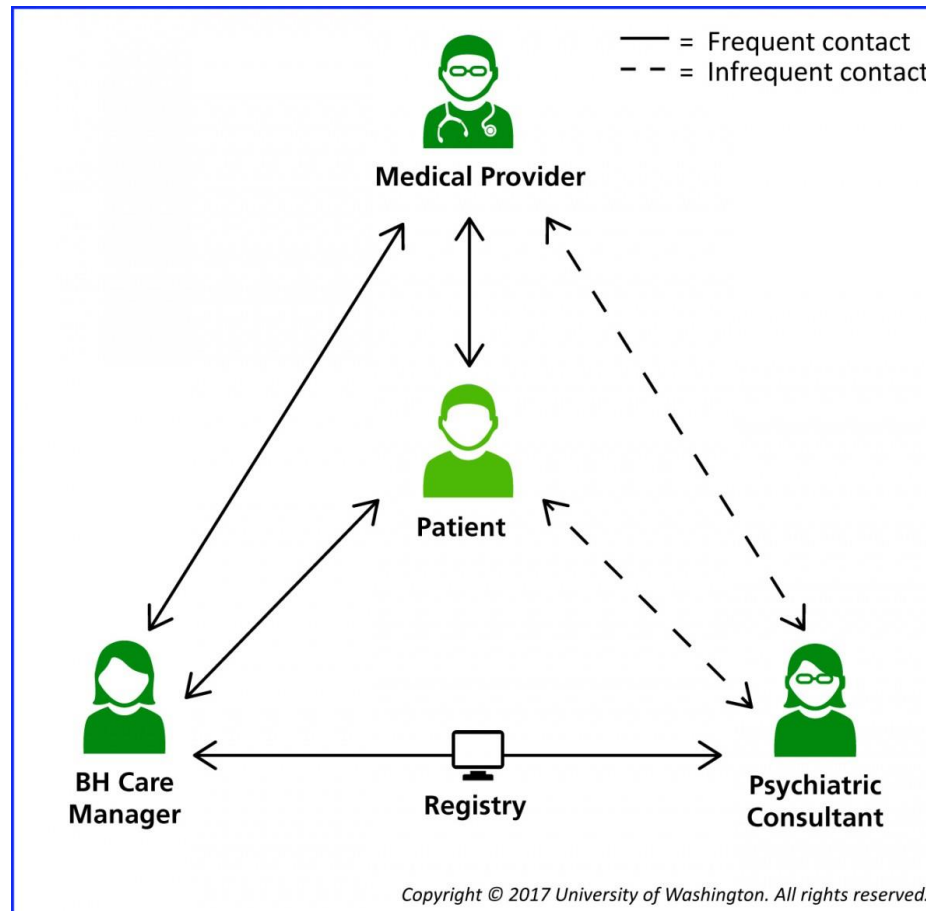 = Frequent contact
= Infrequent contact
Medical Provider
Patient
BH Care
Manager
Registry
Psychiatric
Consultant
Copyright © 2017 University of Washington. All rights reserved.